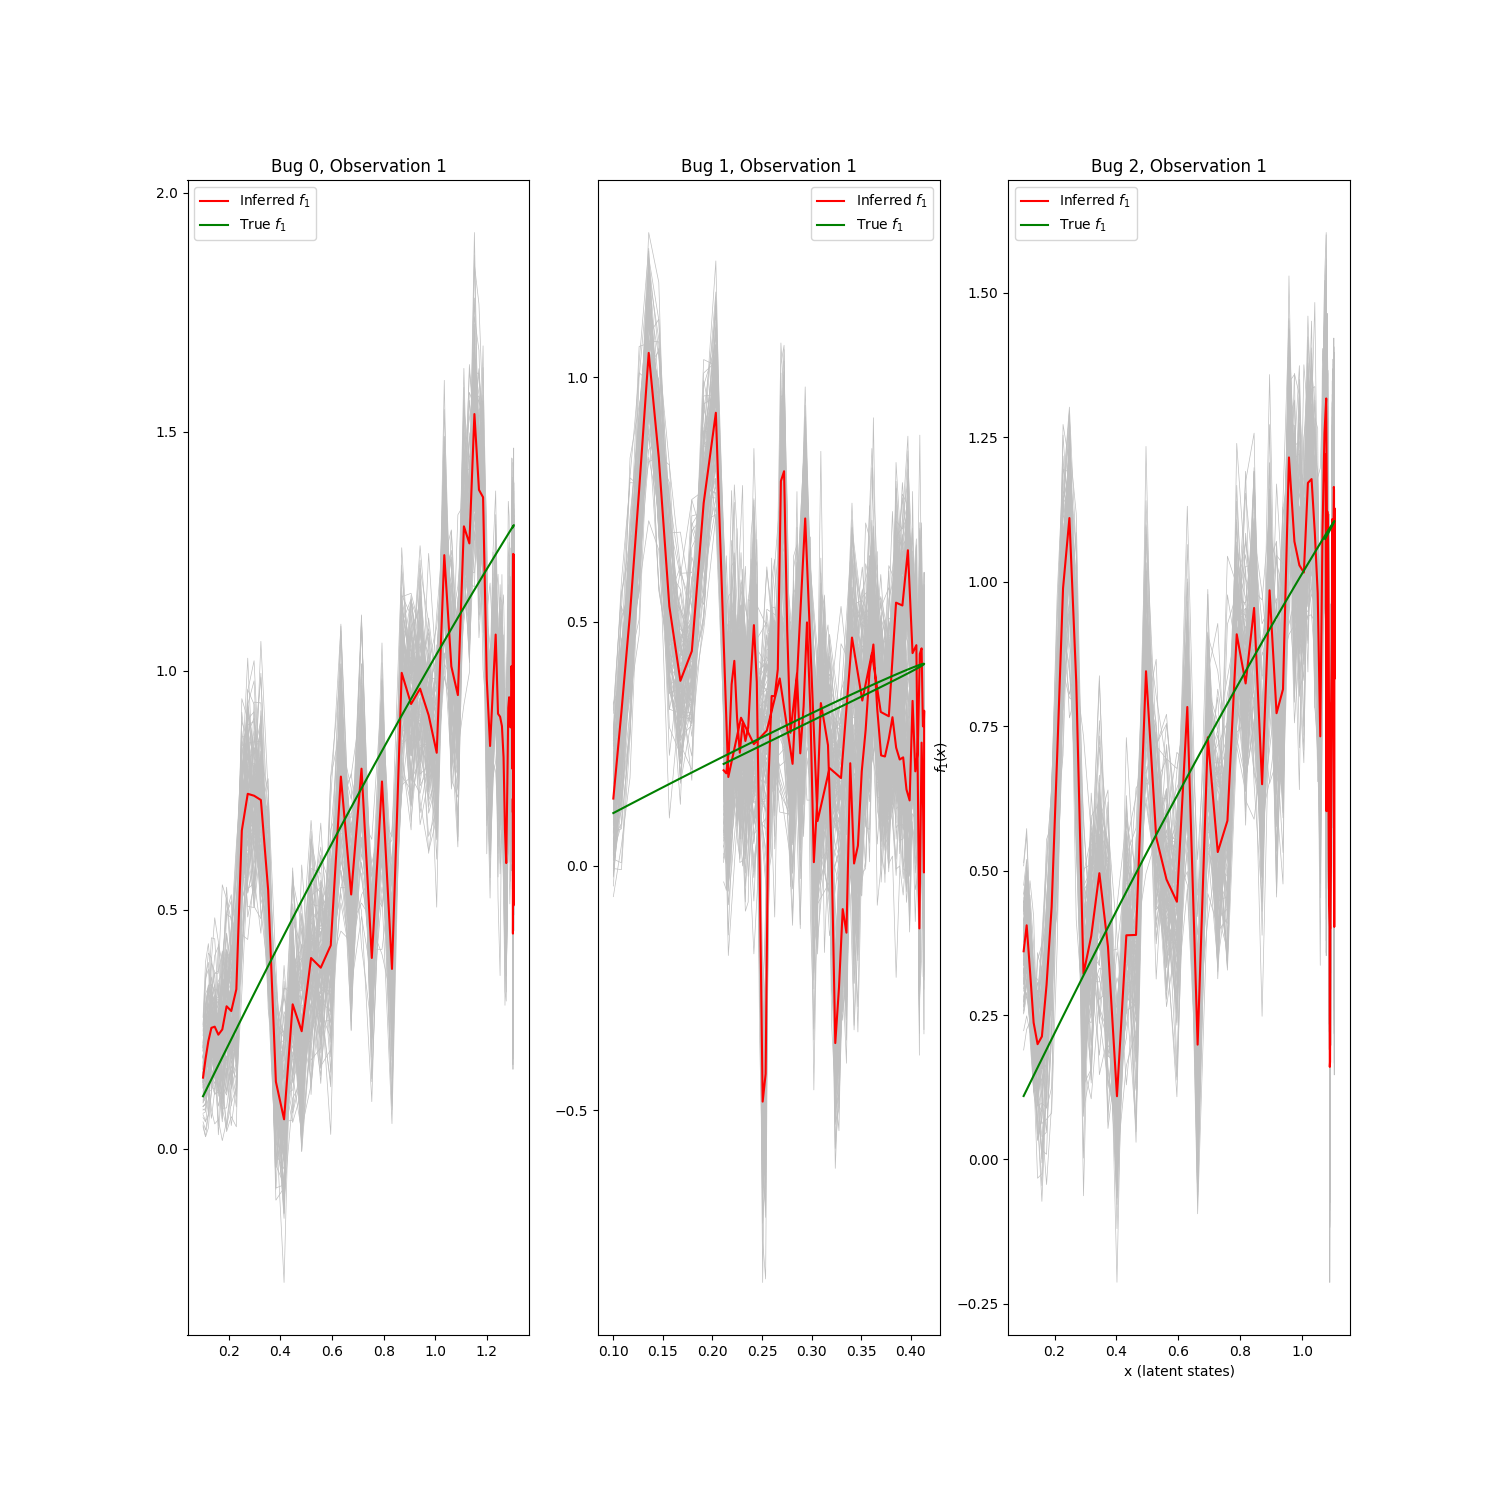 Bug 0, Observation 1
Inferred f₁
True f₁
2.0
1.5
1.0
0.5
0.0
0.2 0.4 0.6 0.8 1.0 1.2
Bug 1, Observation 1
Inferred f₁
True f₁
1.0
0.5
0.0
−0.5
0.10 0.15 0.20 0.25 0.30 0.35 0.40
Bug 2, Observation 1
Inferred f₁
True f₁
f₁(x)
1.50
1.25
1.00
0.75
0.50
0.25
0.00
−0.25
0.2 0.4 0.6 0.8 1.0
x (latent states)